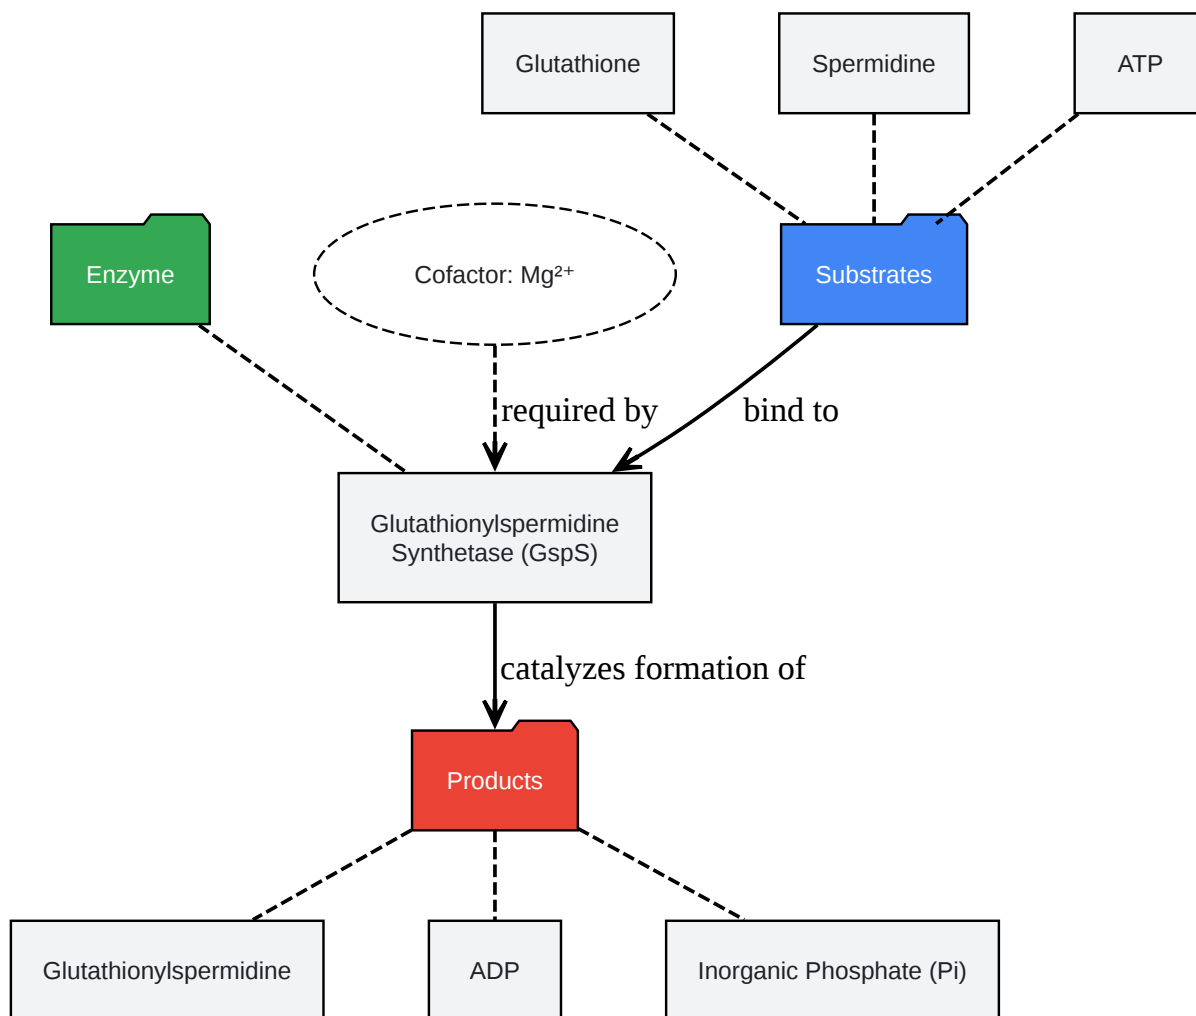 Glutathione
Spermidine
ATP
Enzyme
Cofactor: Mg²⁺
Substrates
required by
bind to
Glutathionylspermidine
Synthetase (GspS)
catalyzes formation of
Products
Glutathionylspermidine
ADP
Inorganic Phosphate (Pi)